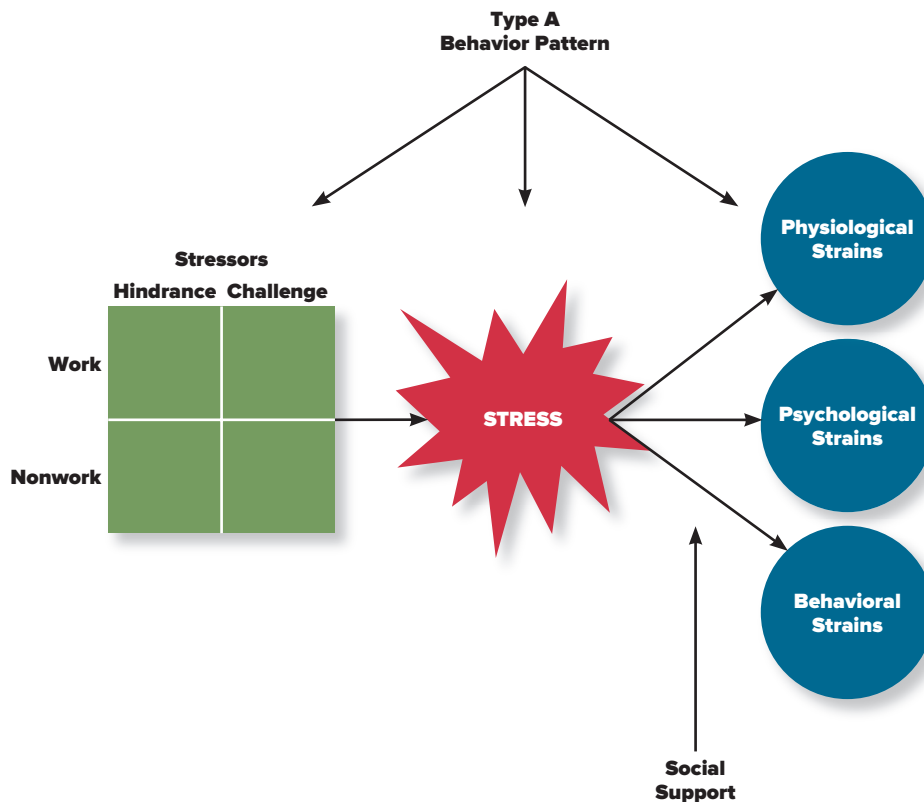 Type A
Behavior Pattern
Physiological
Strains
Stressors
Hindrance Challenge
Work
STRESS
Psychological
Strains
Nonwork
Behavioral
Strains
Social
Support